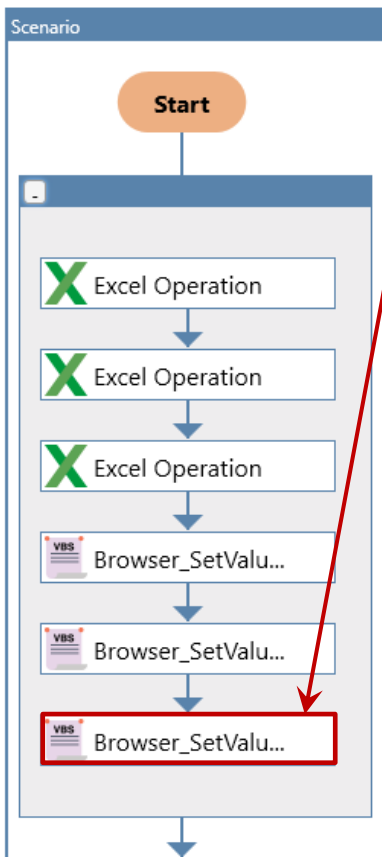 Scenario
Start
-
Excel Operation
Excel Operation
Excel Operation
VBS
Browser_SetValu...
VBS
Browser_SetValu...
VBS
Browser_SetValu...